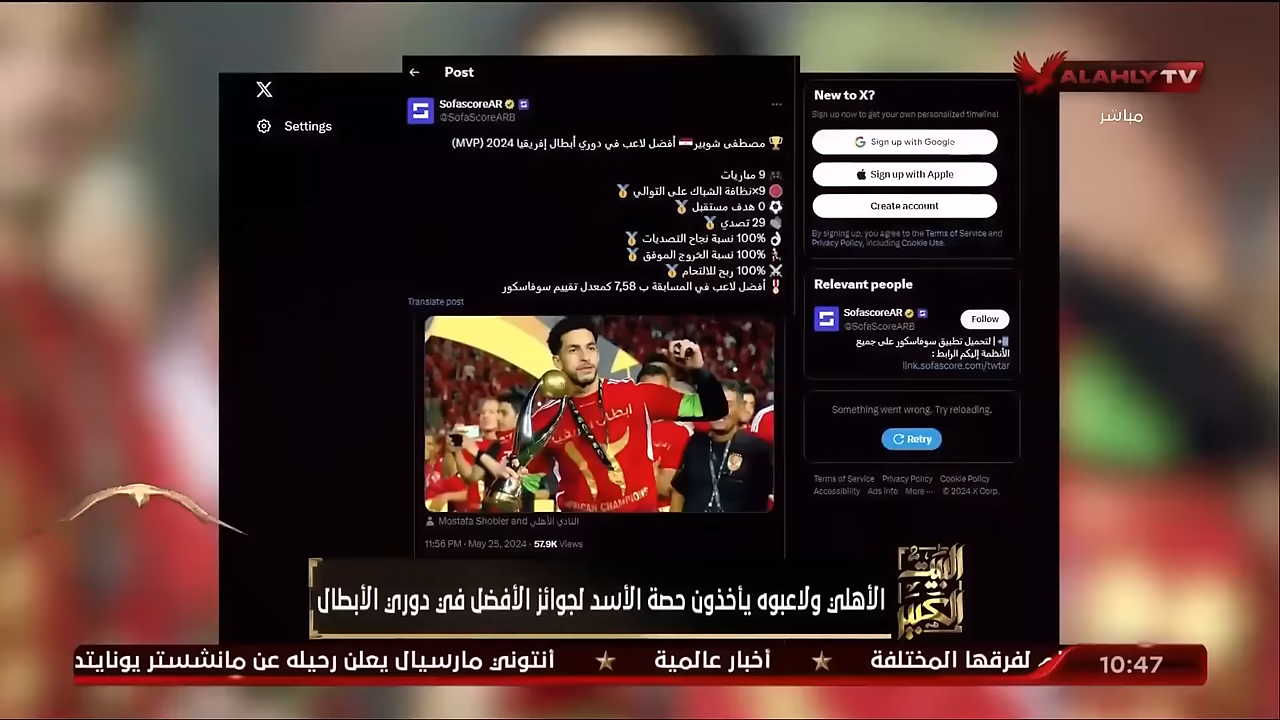 Post
SofascoreAR
@SofaScoreARB
🏆 مصطفى شوبير🇪🇬 أفضل لاعب في دوري أبطال إفريقيا 2024 (MVP)
9 مباريات
9×نظافة الشباك على التوالي 🥇
⚽ 0 هدف مستقبل 🥇
29 تصدي 🥇
👌 100% نسبة نجاح التصديات 🥇
100% نسبة الخروج الموفق 🥇
⚔ 100% ربح للالتحام 🥇
🎖 أفضل لاعب في المسابقة ب 7,58 كمعدل تقييم سوفاسكور
Translate post
أبطال
AFRICAN CHAMPIONS
Mostafa Shobier and النادي الأهلي
11:56 PM · May 25, 2024 · 57.9K Views
Settings
New to X?
Sign up now to get your own personalized timeline!
Sign up with Google
Sign up with Apple
Create account
By signing up, you agree to the Terms of Service and
Privacy Policy, including Cookie Use.
Relevant people
SofascoreAR
@SofaScoreARB
Follow
| لتحميل تطبيق سوفاسكور على جميع
الأنظمة إليكم الرابط :
link.sofascore.com/twtar
Something went wrong. Try reloading.
Retry
Terms of Service Privacy Policy Cookie Policy
Accessibility Ads info More ··· © 2024 X Corp.
ALAHLY TV
مباشر
البيت
الكبير
الأهلي ولاعبوه يأخذون حصة الأسد لجوائز الأفضل في دوري الأبطال
لفرقها المختلفة ★ أخبار عالمية ★ أنتوني مارسيال يعلن رحيله عن مانشستر يونايتد
10:47